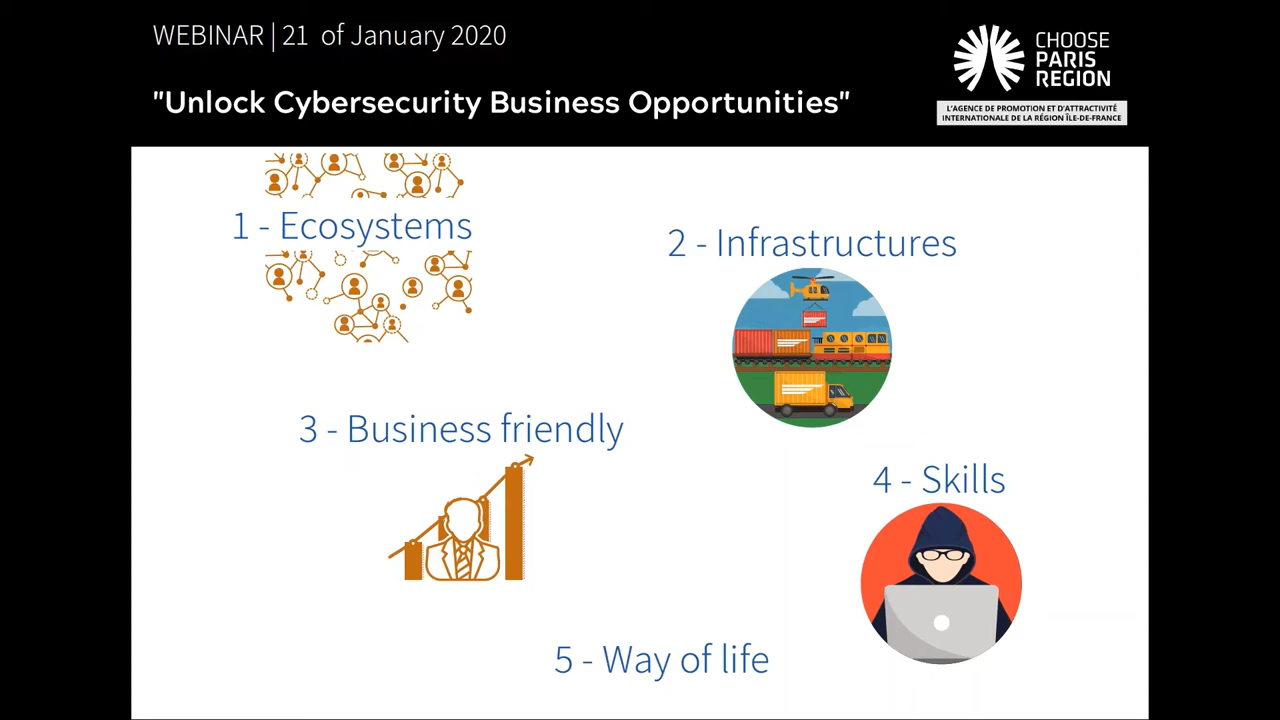 WEBINAR | 21 of January 2020
"Unlock Cybersecurity Business Opportunities"
CHOOSE
PARIS
REGION
L'AGENCE DE PROMOTION ET D'ATTRACTIVITÉ
INTERNATIONALE DE LA RÉGION ÎLE-DE-FRANCE
1 - Ecosystems
2 - Infrastructures
3 - Business friendly
4 - Skills
5 - Way of life